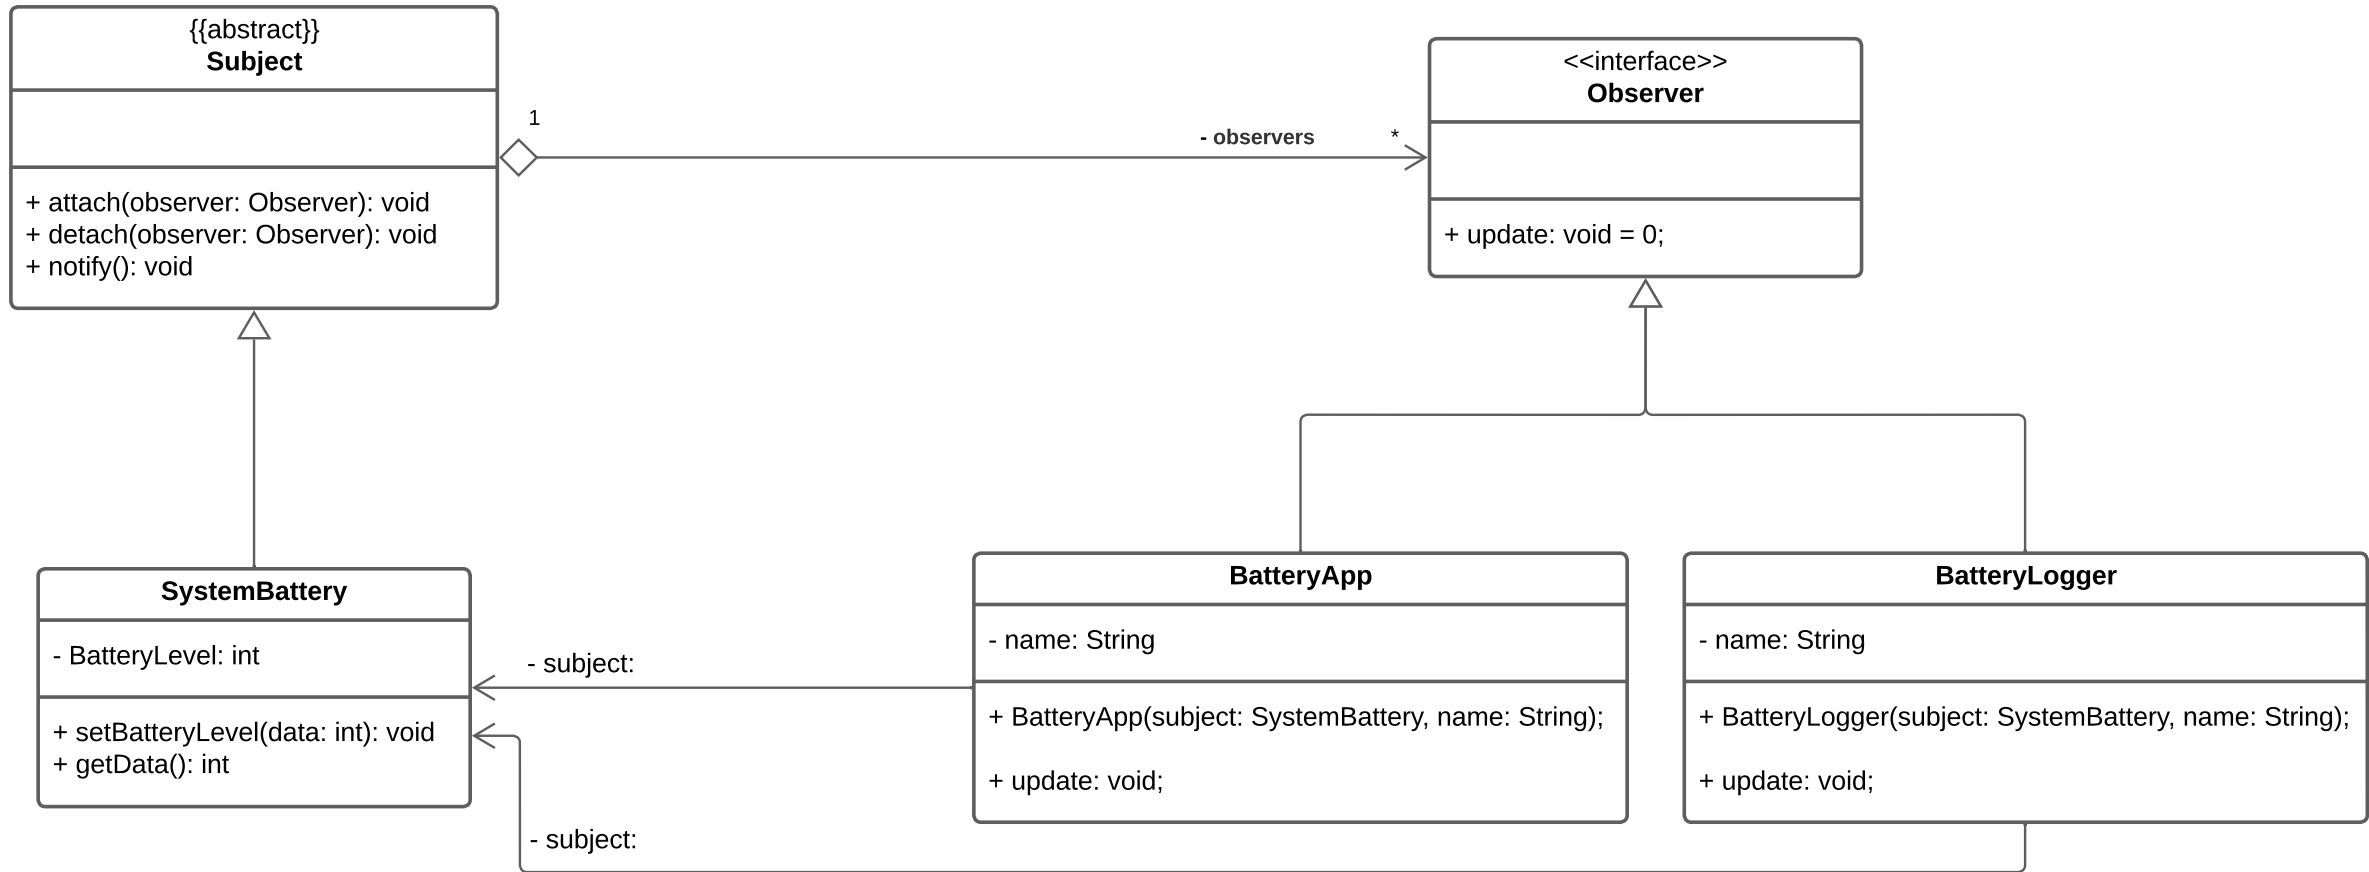 {{abstract}}
Subject
+ attach(observer: Observer): void
+ detach(observer: Observer): void
+ notify(): void
1
- observers
*
<<interface>>
Observer
+ update: void = 0;
SystemBattery
- BatteryLevel: int
+ setBatteryLevel(data: int): void
+ getData(): int
- subject:
- subject:
BatteryApp
- name: String
+ BatteryApp(subject: SystemBattery, name: String);
+ update: void;
BatteryLogger
- name: String
+ BatteryLogger(subject: SystemBattery, name: String);
+ update: void;